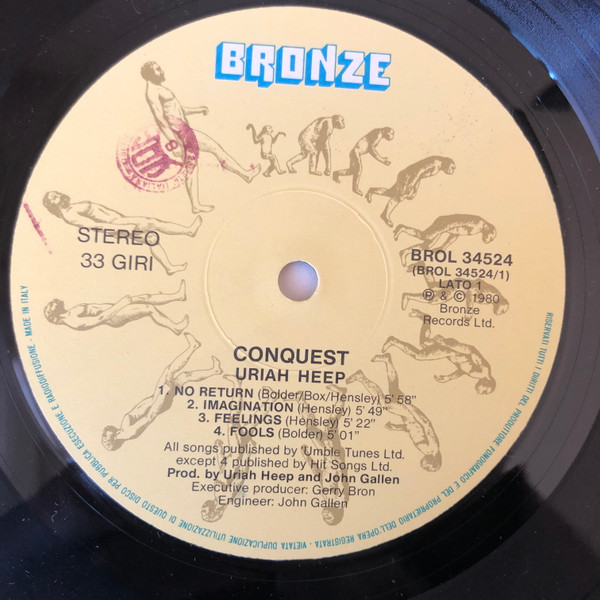 BRONZE
STEREO
33 GIRI
BROL 34524
(BROL 34524/1)
LATO 1
℗ & © 1980
Bronze
Records Ltd.
CONQUEST
URIAH HEEP
1. NO RETURN (Bolder/Box/Hensley) 5' 58"
2. IMAGINATION (Hensley) 5' 49"
3. FEELINGS (Hensley) 5' 22"
4. FOOLS (Bolden 5' 01"
All songs published by Umble Tunes Ltd.
except 4 published by Hit Songs Ltd.
Prod. by Uriah Heep and John Gallen
Executive producer: Gerry Bron
Engineer: John Gallen
RISERVATI TUTTI I DIRITTI DEL PRODUTTORE FONOGRAFICO E DEL PROPRIETARIO DELL'OPERA REGISTRATA - VIETATA DUPLICAZIONE UTILIZZAZIONE DI QUESTO DISCO PER PUBBLICA ESECUZIONE E RADIODIFFUSIONE - MADE IN ITALY